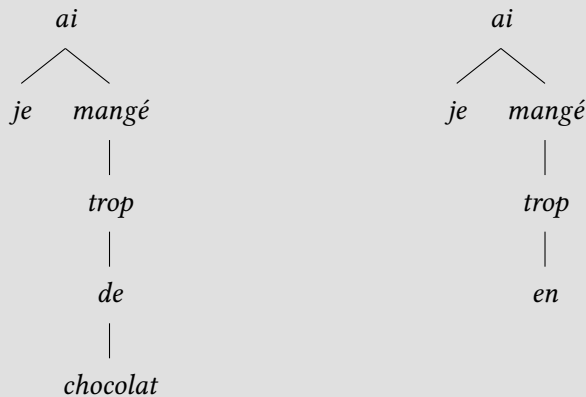 ai ai
je mangé je mangé
trop trop
de en
chocolat